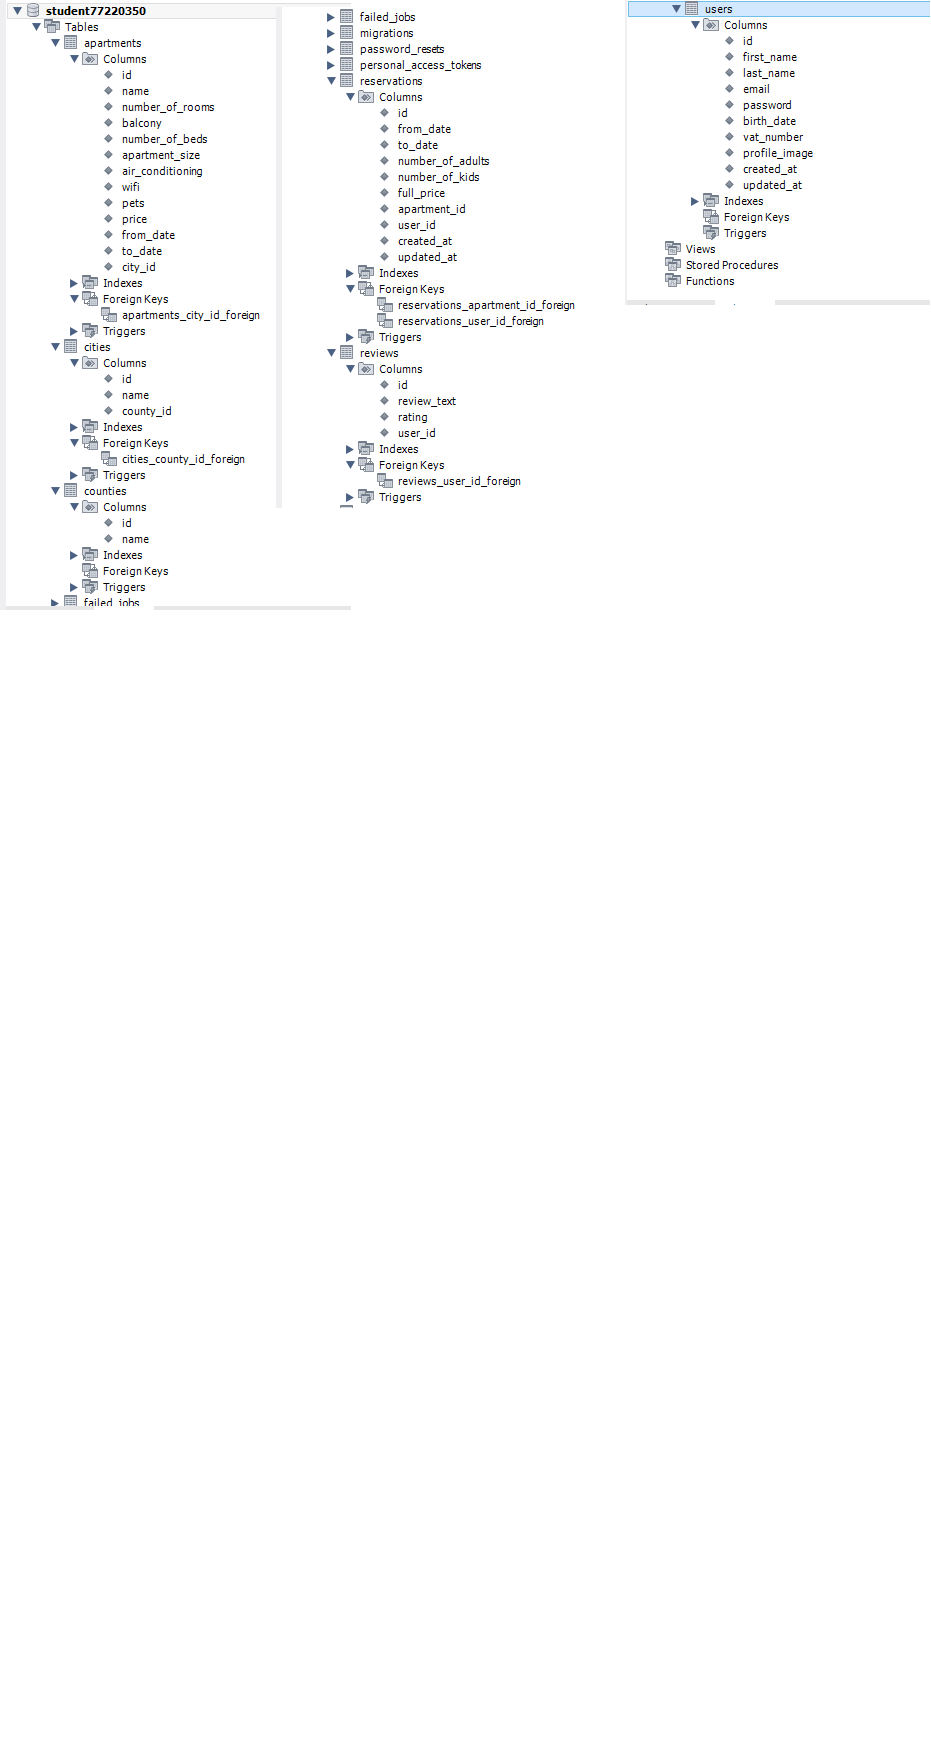 student77220350
Tables
apartments
Columns
id
name
number_of_rooms
balcony
number_of_beds
apartment_size
air_conditioning
wifi
pets
price
from_date
to_date
city_id
Indexes
Foreign Keys
apartments_city_id_foreign
Triggers
cities
Columns
id
name
county_id
Indexes
Foreign Keys
cities_county_id_foreign
Triggers
counties
Columns
id
name
Indexes
Foreign Keys
Triggers
failed_jobs
failed_jobs
migrations
password_resets
personal_access_tokens
reservations
Columns
id
from_date
to_date
number_of_adults
number_of_kids
full_price
apartment_id
user_id
created_at
updated_at
Indexes
Foreign Keys
reservations_apartment_id_foreign
reservations_user_id_foreign
Triggers
reviews
Columns
id
review_text
rating
user_id
Indexes
Foreign Keys
reviews_user_id_foreign
Triggers
users
Columns
id
first_name
last_name
email
password
birth_date
vat_number
profile_image
created_at
updated_at
Indexes
Foreign Keys
Triggers
Views
Stored Procedures
Functions